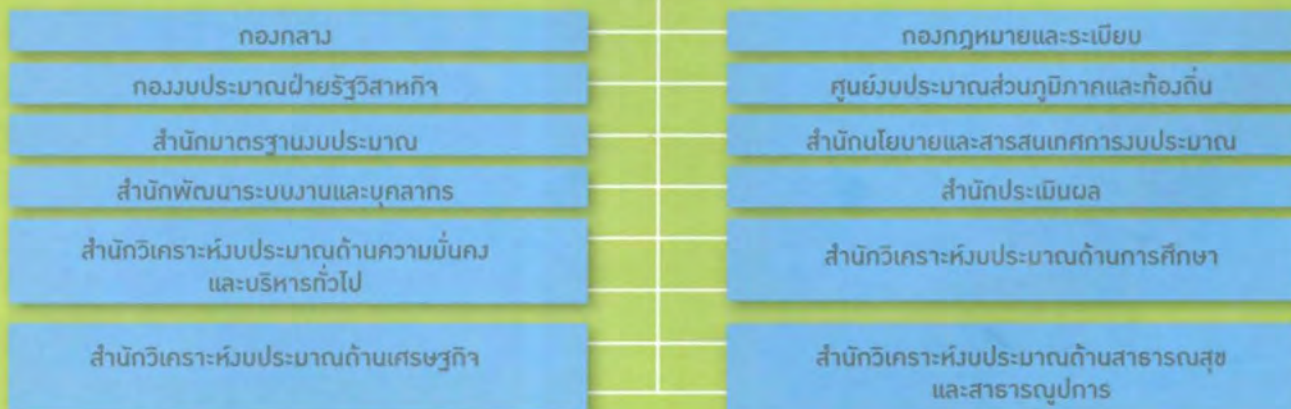 กองกลาง
กองกฎหมายและระเบียบ
กองงบประมาณฝ่ายรัฐวิสาหกิจ
ศูนย์งบประมาณส่วนภูมิภาคและท้องถิ่น
สำนักมาตรฐานงบประมาณ
สำนักนโยบายและสารสนเทศการงบประมาณ
สำนักพัฒนาระบบงานและบุคลากร
สำนักประเมินผล
สำนักวิเคราะห์งบประมาณด้านความมั่นคง
และบริหารทั่วไป
สำนักวิเคราะห์งบประมาณด้านการศึกษา
สำนักวิเคราะห์งบประมาณด้านเศรษฐกิจ
สำนักวิเคราะห์งบประมาณด้านสาธารณสุข
และสาธารณูปการ